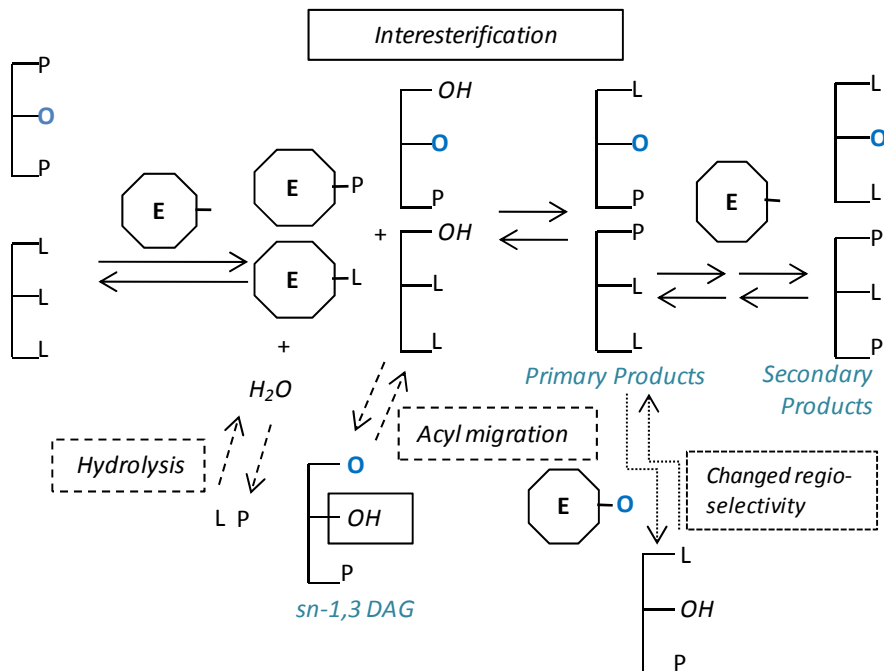 Interesterification
P
O
P
L
L
L
E
E
P
E
L
+
H2O
+
OH
O
P
OH
L
L
L
O
P
P
L
L
E
L
O
L
P
L
P
Primary Products
Secondary
Products
Hydrolysis
L P
Acyl migration
O
OH
P
sn-1,3 DAG
E
O
Changed regio-
selectivity
L
OH
P